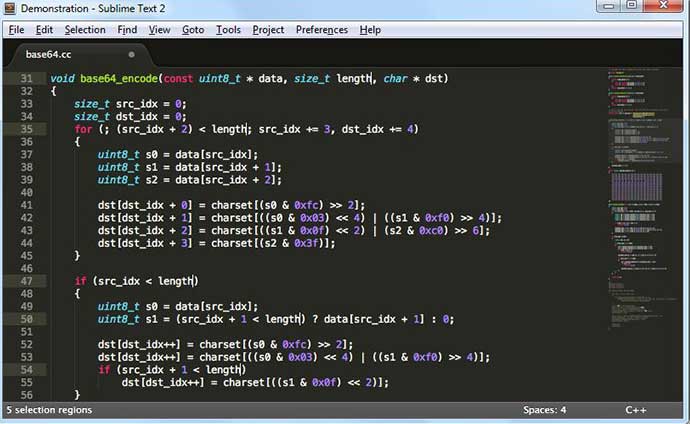 Demonstration - Sublime Text 2
File Edit Selection Find View Goto Tools Project Preferences Help
base64.cc
31 void base64_encode(const uint8_t * data, size_t length, char * dst)
32 {
33 size_t src_idx = 0;
34 size_t dst_idx = 0;
35 for (; (src_idx + 2) < length; src_idx += 3, dst_idx += 4)
36 {
37 uint8_t s0 = data[src_idx];
38 uint8_t s1 = data[src_idx + 1];
39 uint8_t s2 = data[src_idx + 2];
40
41 dst[dst_idx + 0] = charset[(s0 & 0xfc) >> 2];
42 dst[dst_idx + 1] = charset[((s0 & 0x03) << 4) | ((s1 & 0xf0) >> 4)];
43 dst[dst_idx + 2] = charset[((s1 & 0x0f) << 2) | (s2 & 0xc0) >> 6];
44 dst[dst_idx + 3] = charset[(s2 & 0x3f)];
45 }
46
47 if (src_idx < length)
48 {
49 uint8_t s0 = data[src_idx];
50 uint8_t s1 = (src_idx + 1 < length) ? data[src_idx + 1] : 0;
51
52 dst[dst_idx++] = charset[(s0 & 0xfc) >> 2];
53 dst[dst_idx++] = charset[((s0 & 0x03) << 4) | ((s1 & 0xf0) >> 4)];
54 if (src_idx + 1 < length)
55 dst[dst_idx++] = charset[((s1 & 0x0f) << 2)];
56 }
5 selection regions Spaces: 4 C++